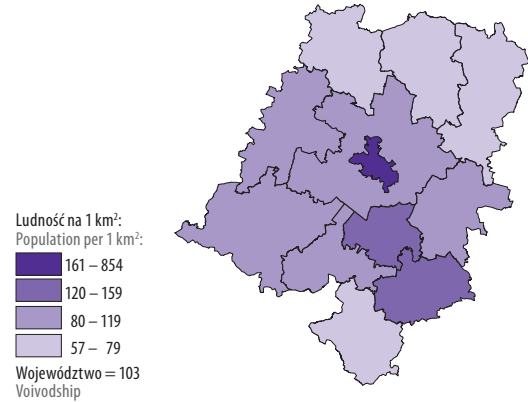 Ludność na 1 km²:
Population per 1 km²:
161 – 854
120 – 159
80 – 119
57 – 79
Województwo = 103
Voivodship